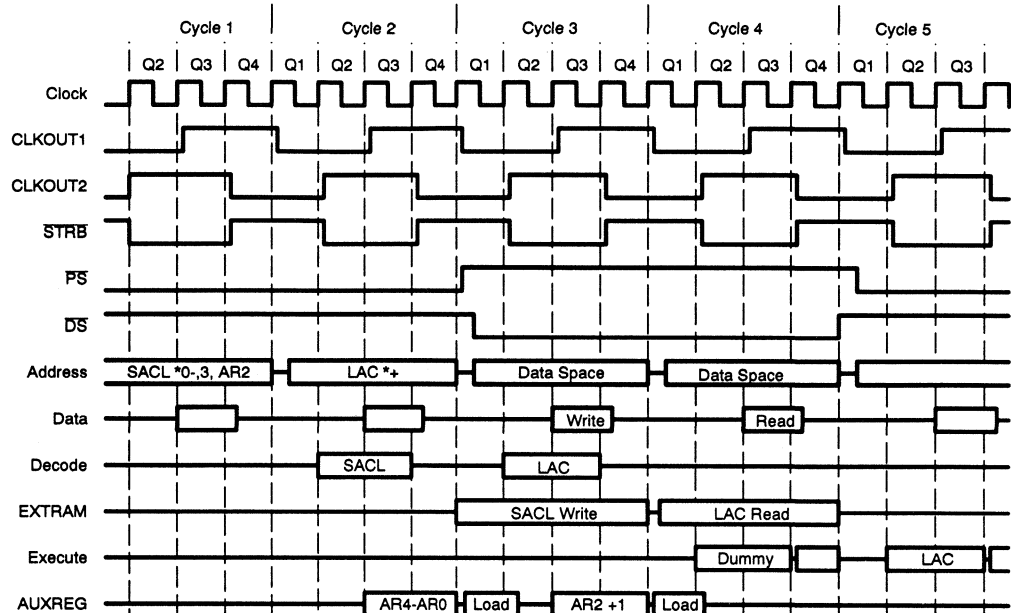 Cycle 1 Cycle 2 Cycle 3 Cycle 4 Cycle 5
Q2 Q3 Q4 Q1 Q2 Q3 Q4 Q1 Q2 Q3 Q4 Q1 Q2 Q3 Q4 Q1 Q2 Q3
Clock
CLKOUT1
CLKOUT2
STRB
PS
DS
Address SACL *0-,3, AR2 LAC *+ Data Space Data Space
Data Write Read
Decode SACL LAC
EXTRAM SACL Write LAC Read
Execute Dummy LAC
AUXREG AR4-AR0 Load AR2 +1 Load